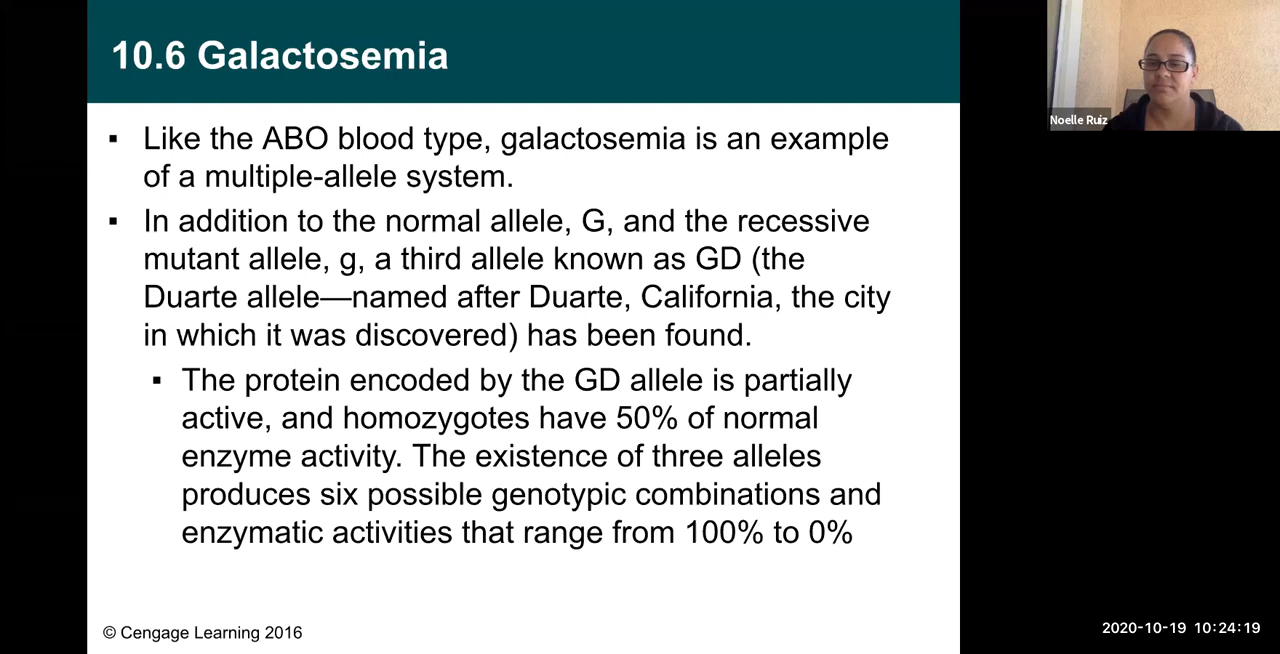 10.6 Galactosemia
▪ Like the ABO blood type, galactosemia is an example
of a multiple-allele system.
▪ In addition to the normal allele, G, and the recessive
mutant allele, g, a third allele known as GD (the
Duarte allele—named after Duarte, California, the city
in which it was discovered) has been found.
▪ The protein encoded by the GD allele is partially
active, and homozygotes have 50% of normal
enzyme activity. The existence of three alleles
produces six possible genotypic combinations and
enzymatic activities that range from 100% to 0%
© Cengage Learning 2016
Noelle Ruiz
2020-10-19 10:24:19